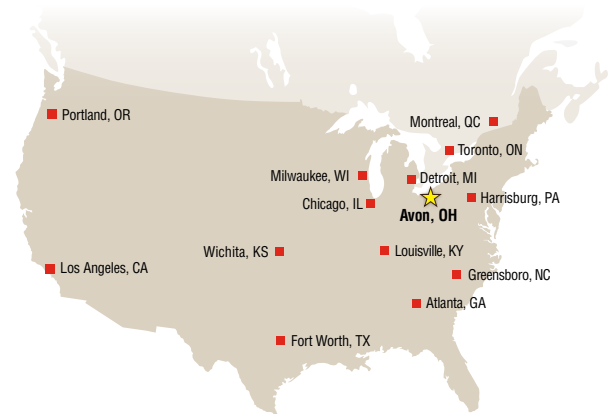 Portland, OR
Montreal, QC
Toronto, ON
Milwaukee, WI
Detroit, MI
Chicago, IL
Harrisburg, PA
Avon, OH
Wichita, KS
Louisville, KY
Los Angeles, CA
Greensboro, NC
Atlanta, GA
Fort Worth, TX